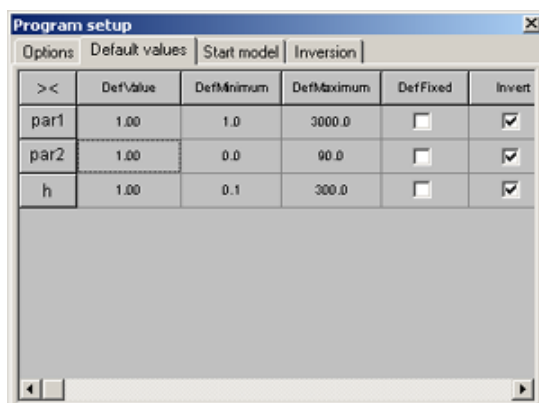 Program setup
Options Default values Start model Inversion
>< DefValue DefMinimum DefMaximum DefFixed Invert
par1 1.00 1.0 3000.0
par2 1.00 0.0 90.0
h 1.00 0.1 300.0